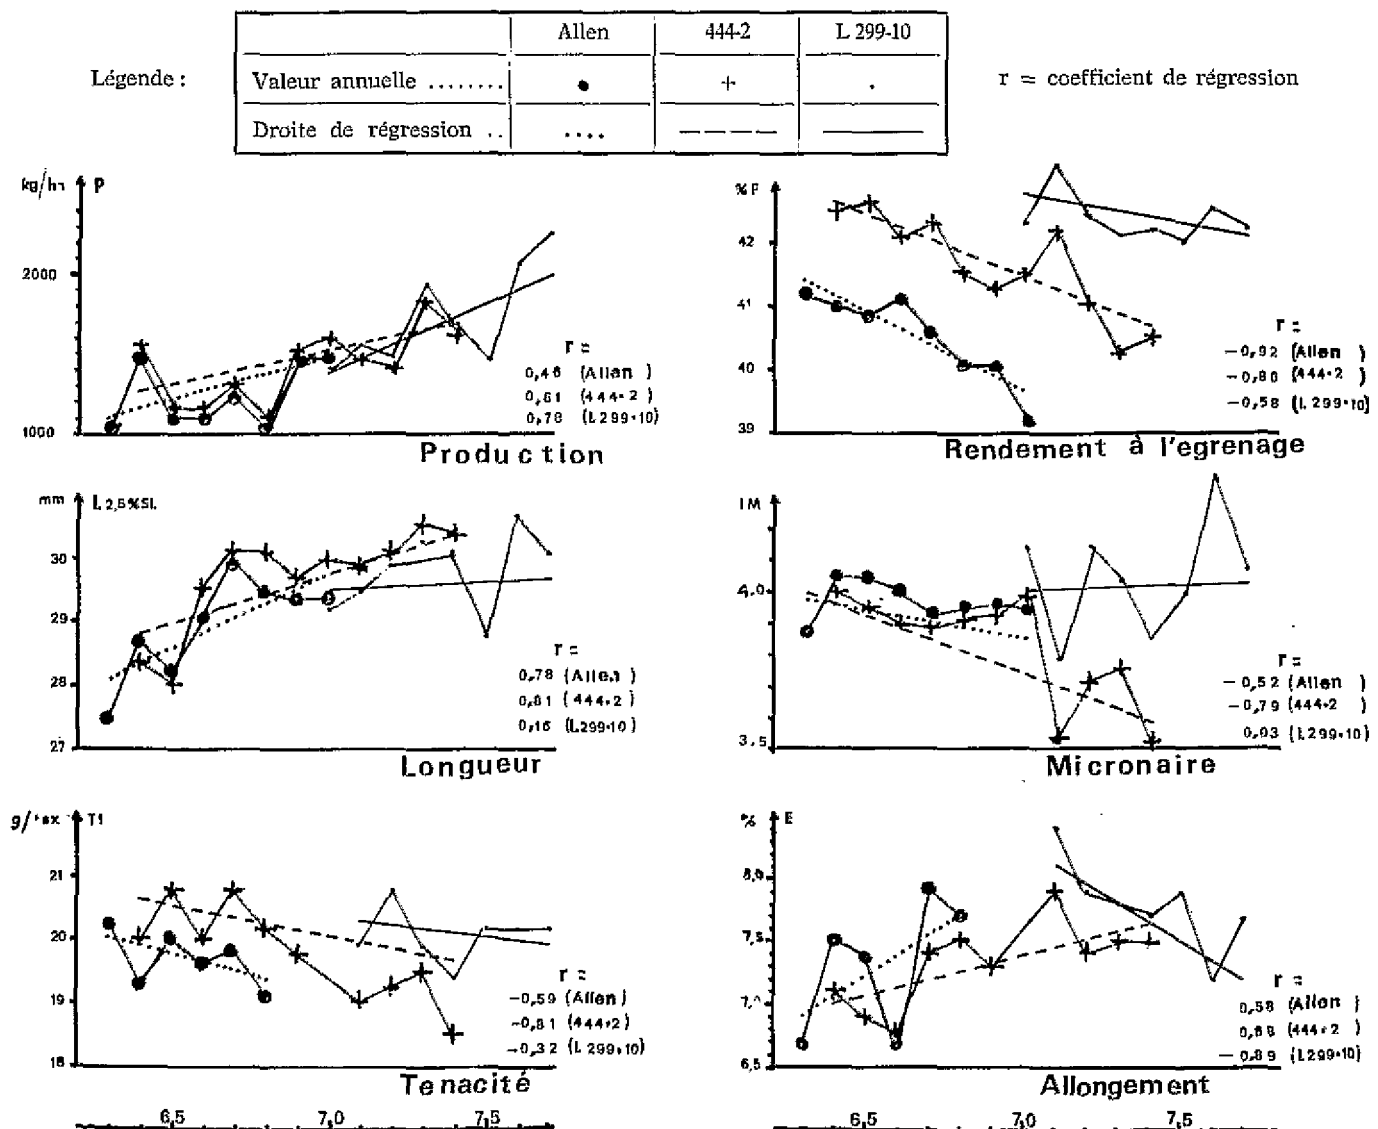 Allen 444-2 L 299-10
Légende : Valeur annuelle ........ r = coefficient de régression
Droite de régression ..
kg/ha P
2000
1000
r =
0,46 (Allen )
0,61 (444-2 )
0,78 (L299-10)
Production
% F
42
41
40
39
r =
-0,92 (Allen )
-0,80 (444-2 )
-0,58 (L299-10)
Rendement à l'egrenage
mm L 2,5%SL
30
29
28
27
r =
0,78 (Allen )
0,81 (444-2 )
0,16 (L299-10)
Longueur
IM
4,0
3,5
r =
-0,52 (Allen )
-0,79 (444-2 )
0,03 (L299-10)
Micronaire
g/tex T1
21
20
19
18
r =
-0,59 (Allen)
-0,81 (444-2)
-0,32 (L299-10)
Tenacité
% E
8,0
7,5
7,0
6,5
r =
0,58 (Allen )
0,68 (444-2 )
-0,89 (L299-10)
Allongement
6,5 7,0 7,5
6,5 7,0 7,5